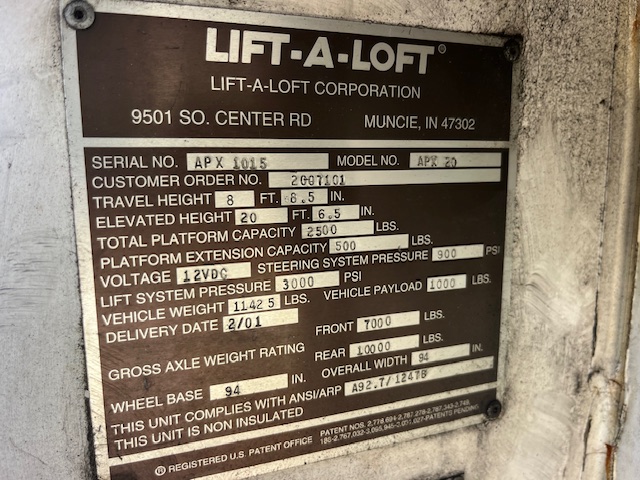 LIFT-A-LOFT®
LIFT-A-LOFT CORPORATION
9501 SO. CENTER RD MUNCIE, IN 47302
SERIAL NO. APX 1015 MODEL NO. APX 20
CUSTOMER ORDER NO. 2007101
TRAVEL HEIGHT 8 FT. 8.5 IN.
ELEVATED HEIGHT 20 FT. 6.5 IN.
TOTAL PLATFORM CAPACITY 2500 LBS.
PLATFORM EXTENSION CAPACITY 500 LBS.
VOLTAGE 12VDC STEERING SYSTEM PRESSURE 900 PSI
LIFT SYSTEM PRESSURE 3000 PSI
VEHICLE WEIGHT 11425 LBS. VEHICLE PAYLOAD 1000 LBS.
DELIVERY DATE 2/01
GROSS AXLE WEIGHT RATING FRONT 7000 LBS.
REAR 10000 LBS.
WHEEL BASE 94 IN. OVERALL WIDTH 94 IN.
THIS UNIT COMPLIES WITH ANSI/ARP A92.7/1247B
THIS UNIT IS NON INSULATED
® REGISTERED U.S. PATENT OFFICE PATENT NOS.
PATENTS PENDING